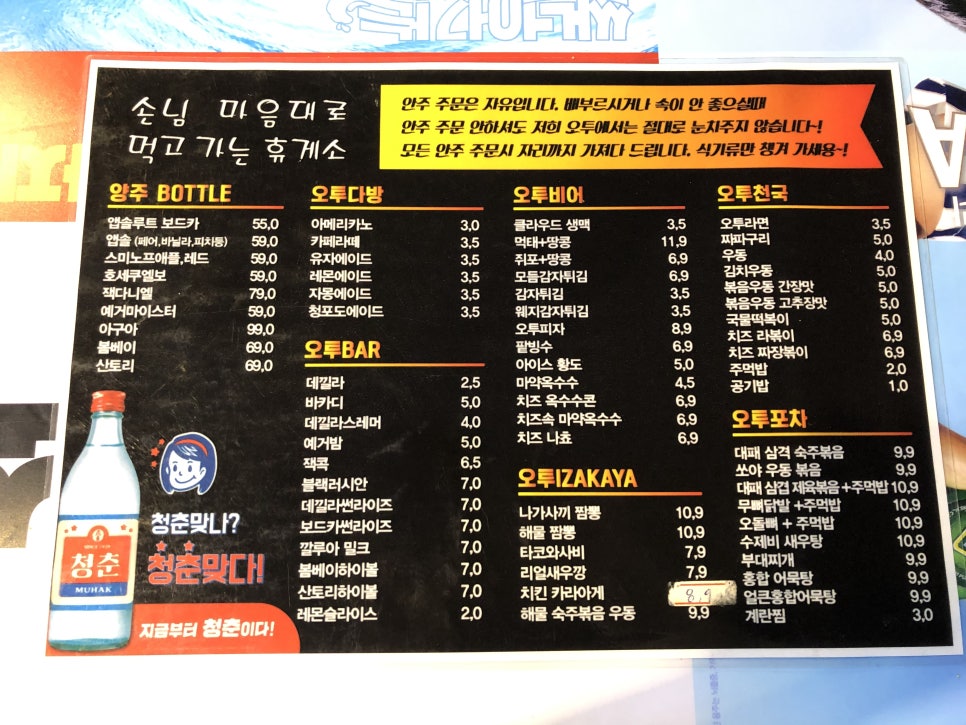 손님 마음대로
먹고 가는 휴게소
안주 주문은 자유입니다. 배부르시거나 속이 안 좋으실때
안주 주문 안하셔도 저희 오투에서는 절대로 눈차주지 않습니다~!
모든 안주 주문시 자리까지 가져다 드립니다. 식기류만 챙겨 가세용~!
양주 BOTTLE
앱솔루트 보드카 55,0
앱솔 (페어,바닐라,피치등) 59,0
스미노프애플,레드 59,0
호세쿠엘보 59,0
잭다니엘 79,0
예거마이스터 59,0
아구아 99,0
볼베이 69,0
산토리 69,0
오투다방
아메리카노 3,0
카페라떼 3,5
유자에이드 3,5
레몬에이드 3,5
자몽에이드 3,5
청포도에이드 3,5
오투BAR
데낄라 2,5
바카디 5,0
데낄라스레머 4,0
예거밤 5,0
잭콕 6,5
블랙러시안 7,0
데낄라썬라이즈 7,0
보드카썬라이즈 7,0
깔루아 밀크 7,0
봄베이하이볼 7,0
산토리하이볼 7,0
레몬슬라이스 2,0
오투비어
클라우드 생맥 3,5
먹태+땅콩 11,9
쥐포+땅콩 6,9
모듬감자튀김 6,9
감자튀김 3,5
웨지감자튀김 3,5
오투피자 8,9
팥빙수 6,9
아이스 황도 5,0
마약옥수수 4,5
치즈 옥수수콘 6,9
치즈속 마약옥수수 6,9
치즈 나쵸 6,9
오투IZAKAYA
나가사끼 짬뽕 10,9
해물 짬뽕 10,9
타코와사비 7,9
리얼새우깡 7,9
치킨 카라아게 8,9
해물 숙주볶음 우동 9,9
오투천국
오투라면 3,5
짜파구리 5,0
우동 4,0
김치우동 5,0
볶음우동 간장맛 5,0
볶음우동 고추장맛 5,0
국물떡볶이 5,0
치즈 라볶이 6,9
치즈 짜장볶이 6,9
주먹밥 2,0
공기밥 1,0
오투포차
대패 삼격 숙주볶음 9,9
쏘야 우동 볶음 9,9
대패 삼겹 제육볶음+주먹밥 10,9
무뼈닭발 +주먹밥 10,9
오돌뼈 + 주먹밥 10,9
수제비 새우탕 10,9
부대찌개 9,9
홍합 어묵탕 9,9
얼큰홍합어묵탕 9,9
계란찜 3,0
청춘
MUHAK
청춘맞나?
청춘맞다!
지금부터 청춘이다!